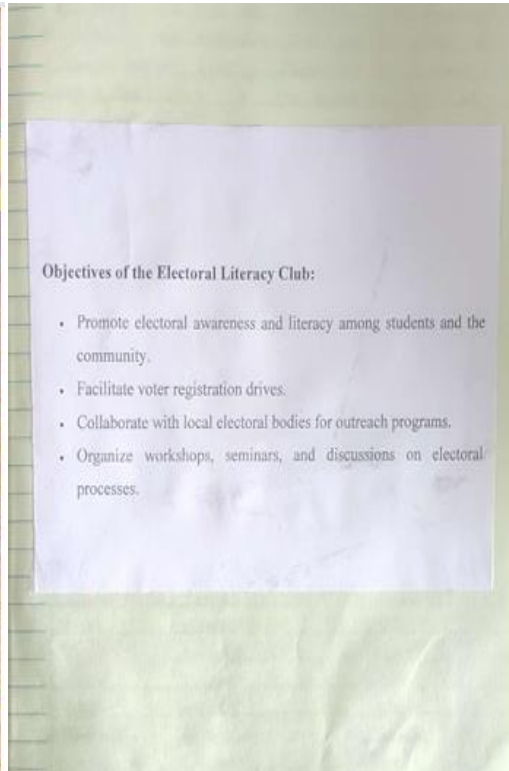 Objectives of the Electoral Literacy Club:
• Promote electoral awareness and literacy among students and the
community.
• Facilitate voter registration drives.
• Collaborate with local electoral bodies for outreach programs.
• Organize workshops, seminars, and discussions on electoral
processes.